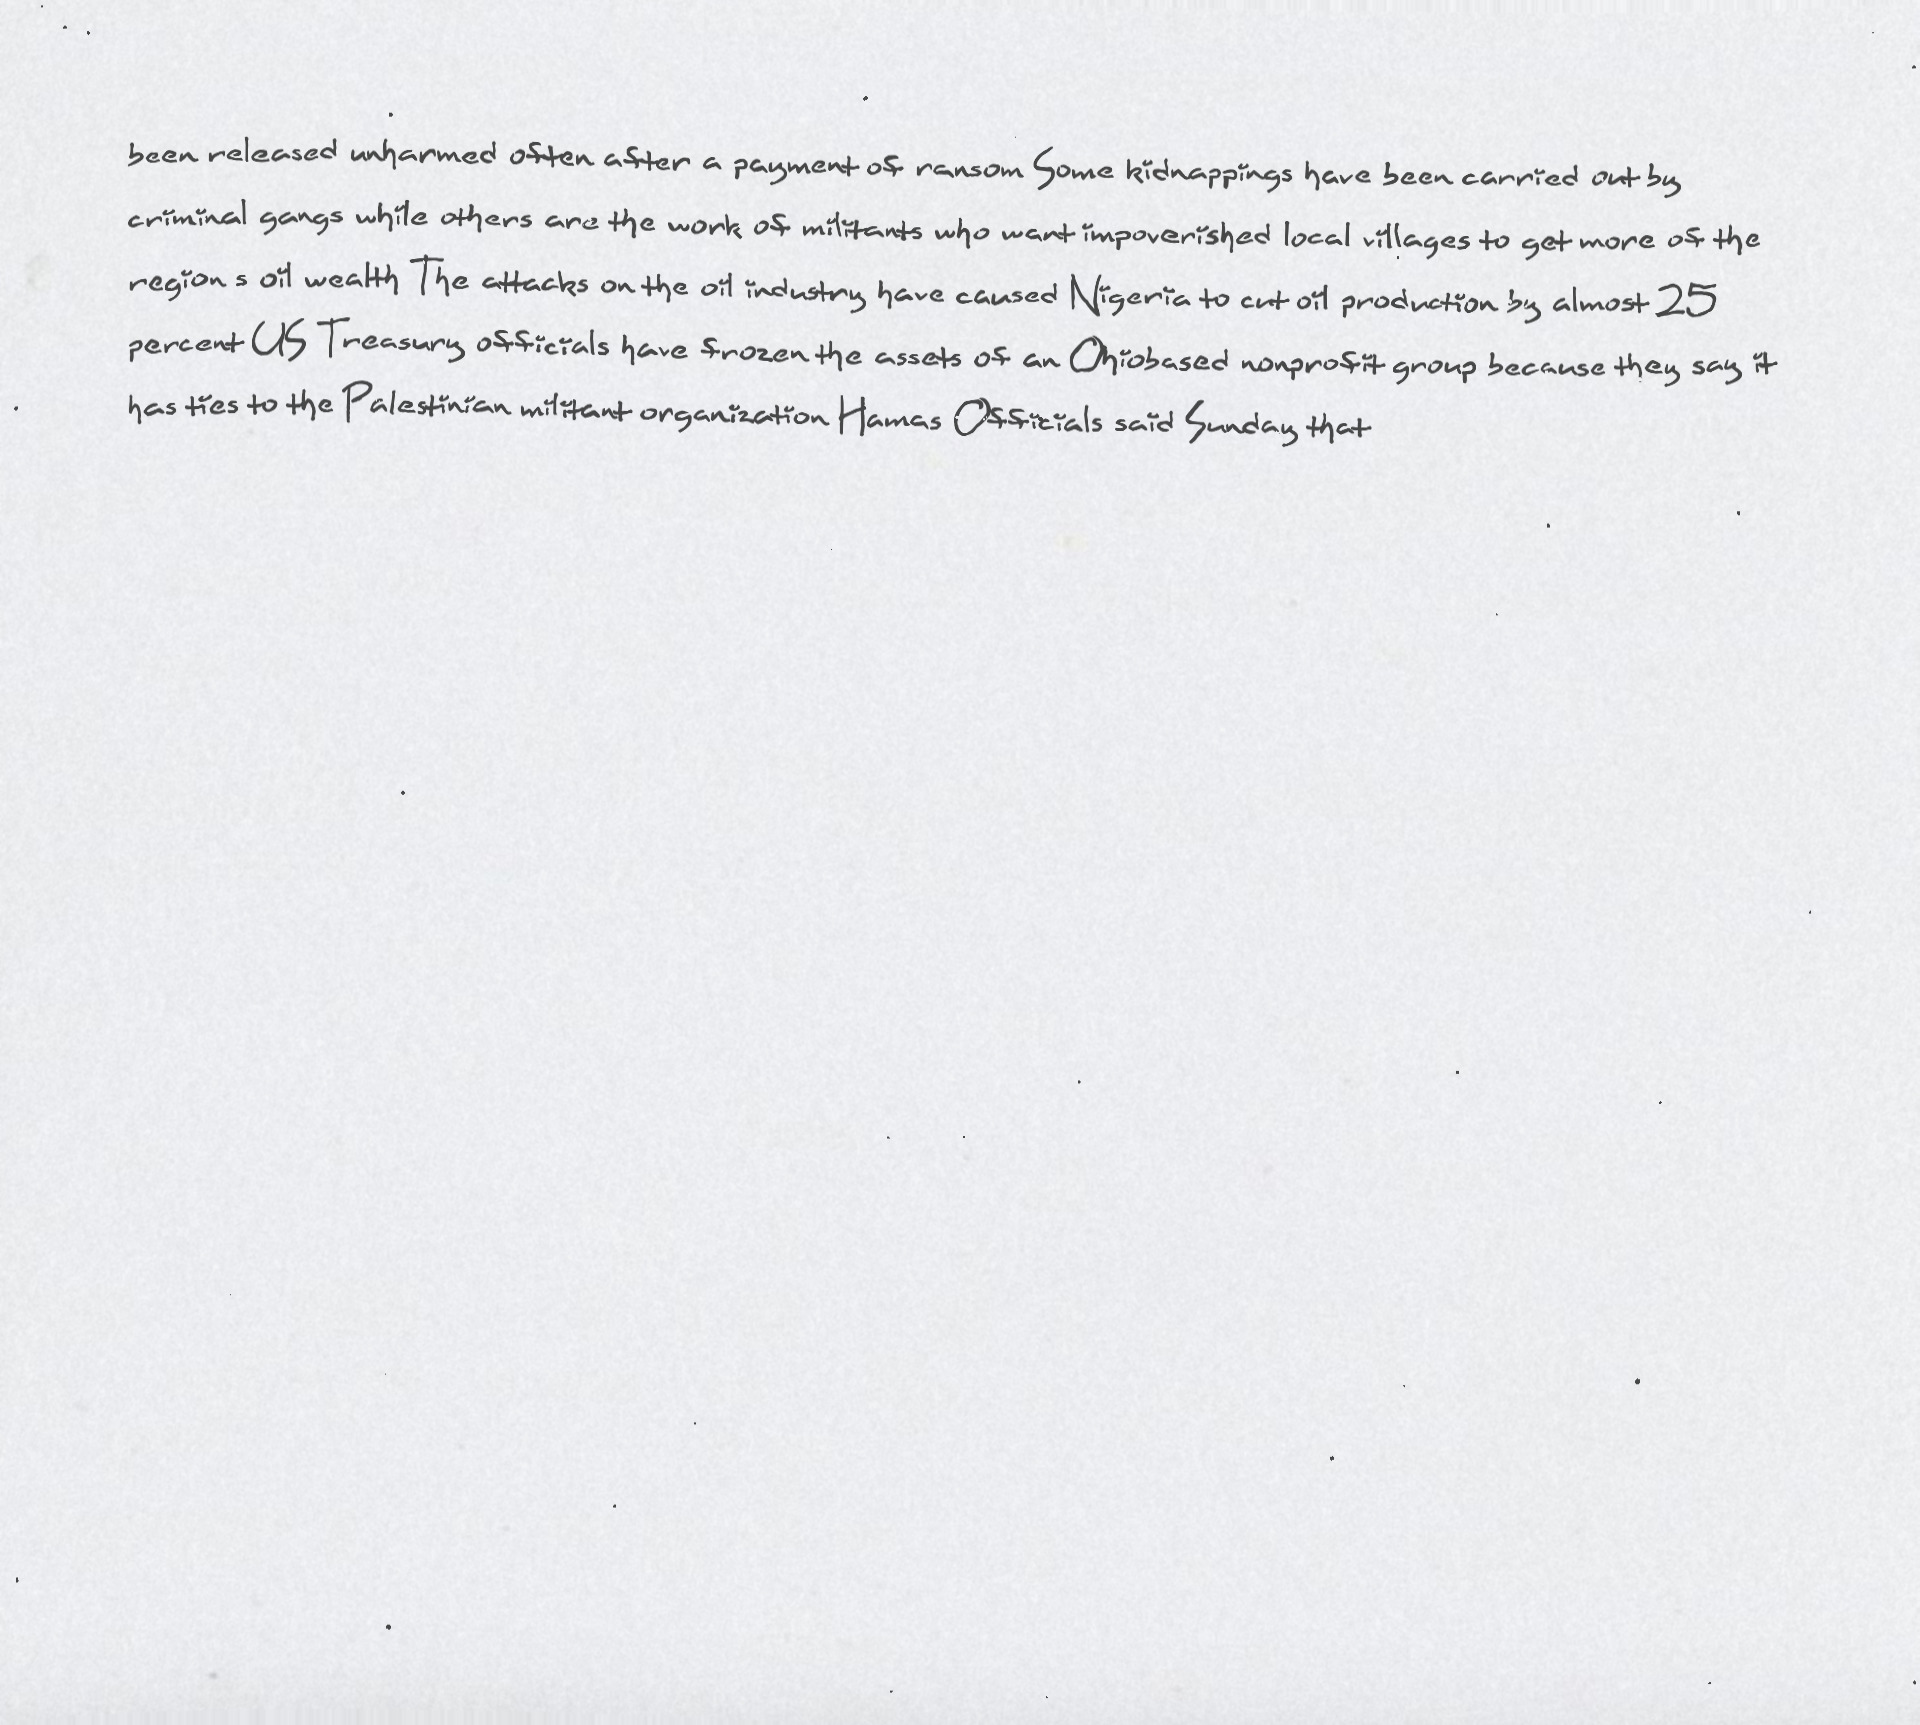 been released unharmed often after a payment of ransom Some kidnappings have been carried out by
criminal gangs while others are the work of militants who want impoverished local villages to get more of the
region s oil wealth The attacks on the oil industry have caused Nigeria to cut oil production by almost 25
percent US Treasury officials have frozen the assets of an Ohiobased nonprofit group because they say it
has ties to the Palestinian militant organization Hamas Officials said Sunday that